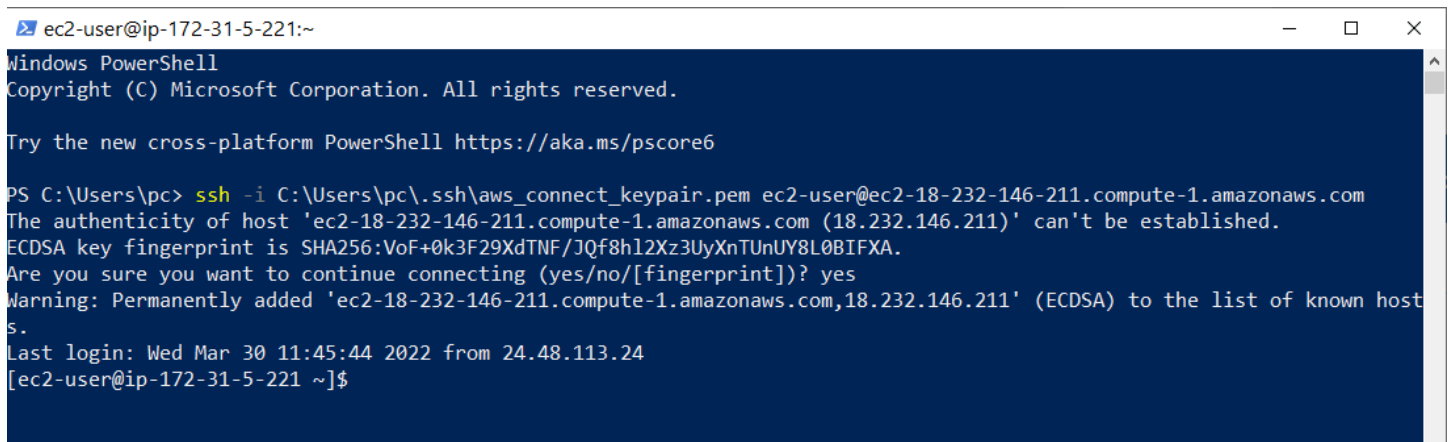 ec2-user@ip-172-31-5-221:~
Windows PowerShell
Copyright (C) Microsoft Corporation. All rights reserved.
Try the new cross-platform PowerShell https://aka.ms/pscore6
PS C:\Users\pc> ssh -i C:\Users\pc\.ssh\aws_connect_keypair.pem ec2-user@ec2-18-232-146-211.compute-1.amazonaws.com
The authenticity of host 'ec2-18-232-146-211.compute-1.amazonaws.com (18.232.146.211)' can't be established.
ECDSA key fingerprint is SHA256:VoF+0k3F29XdTNF/JQf8hl2Xz3UyXnTUnUY8L0BIFXA.
Are you sure you want to continue connecting (yes/no/[fingerprint])? yes
Warning: Permanently added 'ec2-18-232-146-211.compute-1.amazonaws.com,18.232.146.211' (ECDSA) to the list of known host
s.
Last login: Wed Mar 30 11:45:44 2022 from 24.48.113.24
[ec2-user@ip-172-31-5-221 ~]$